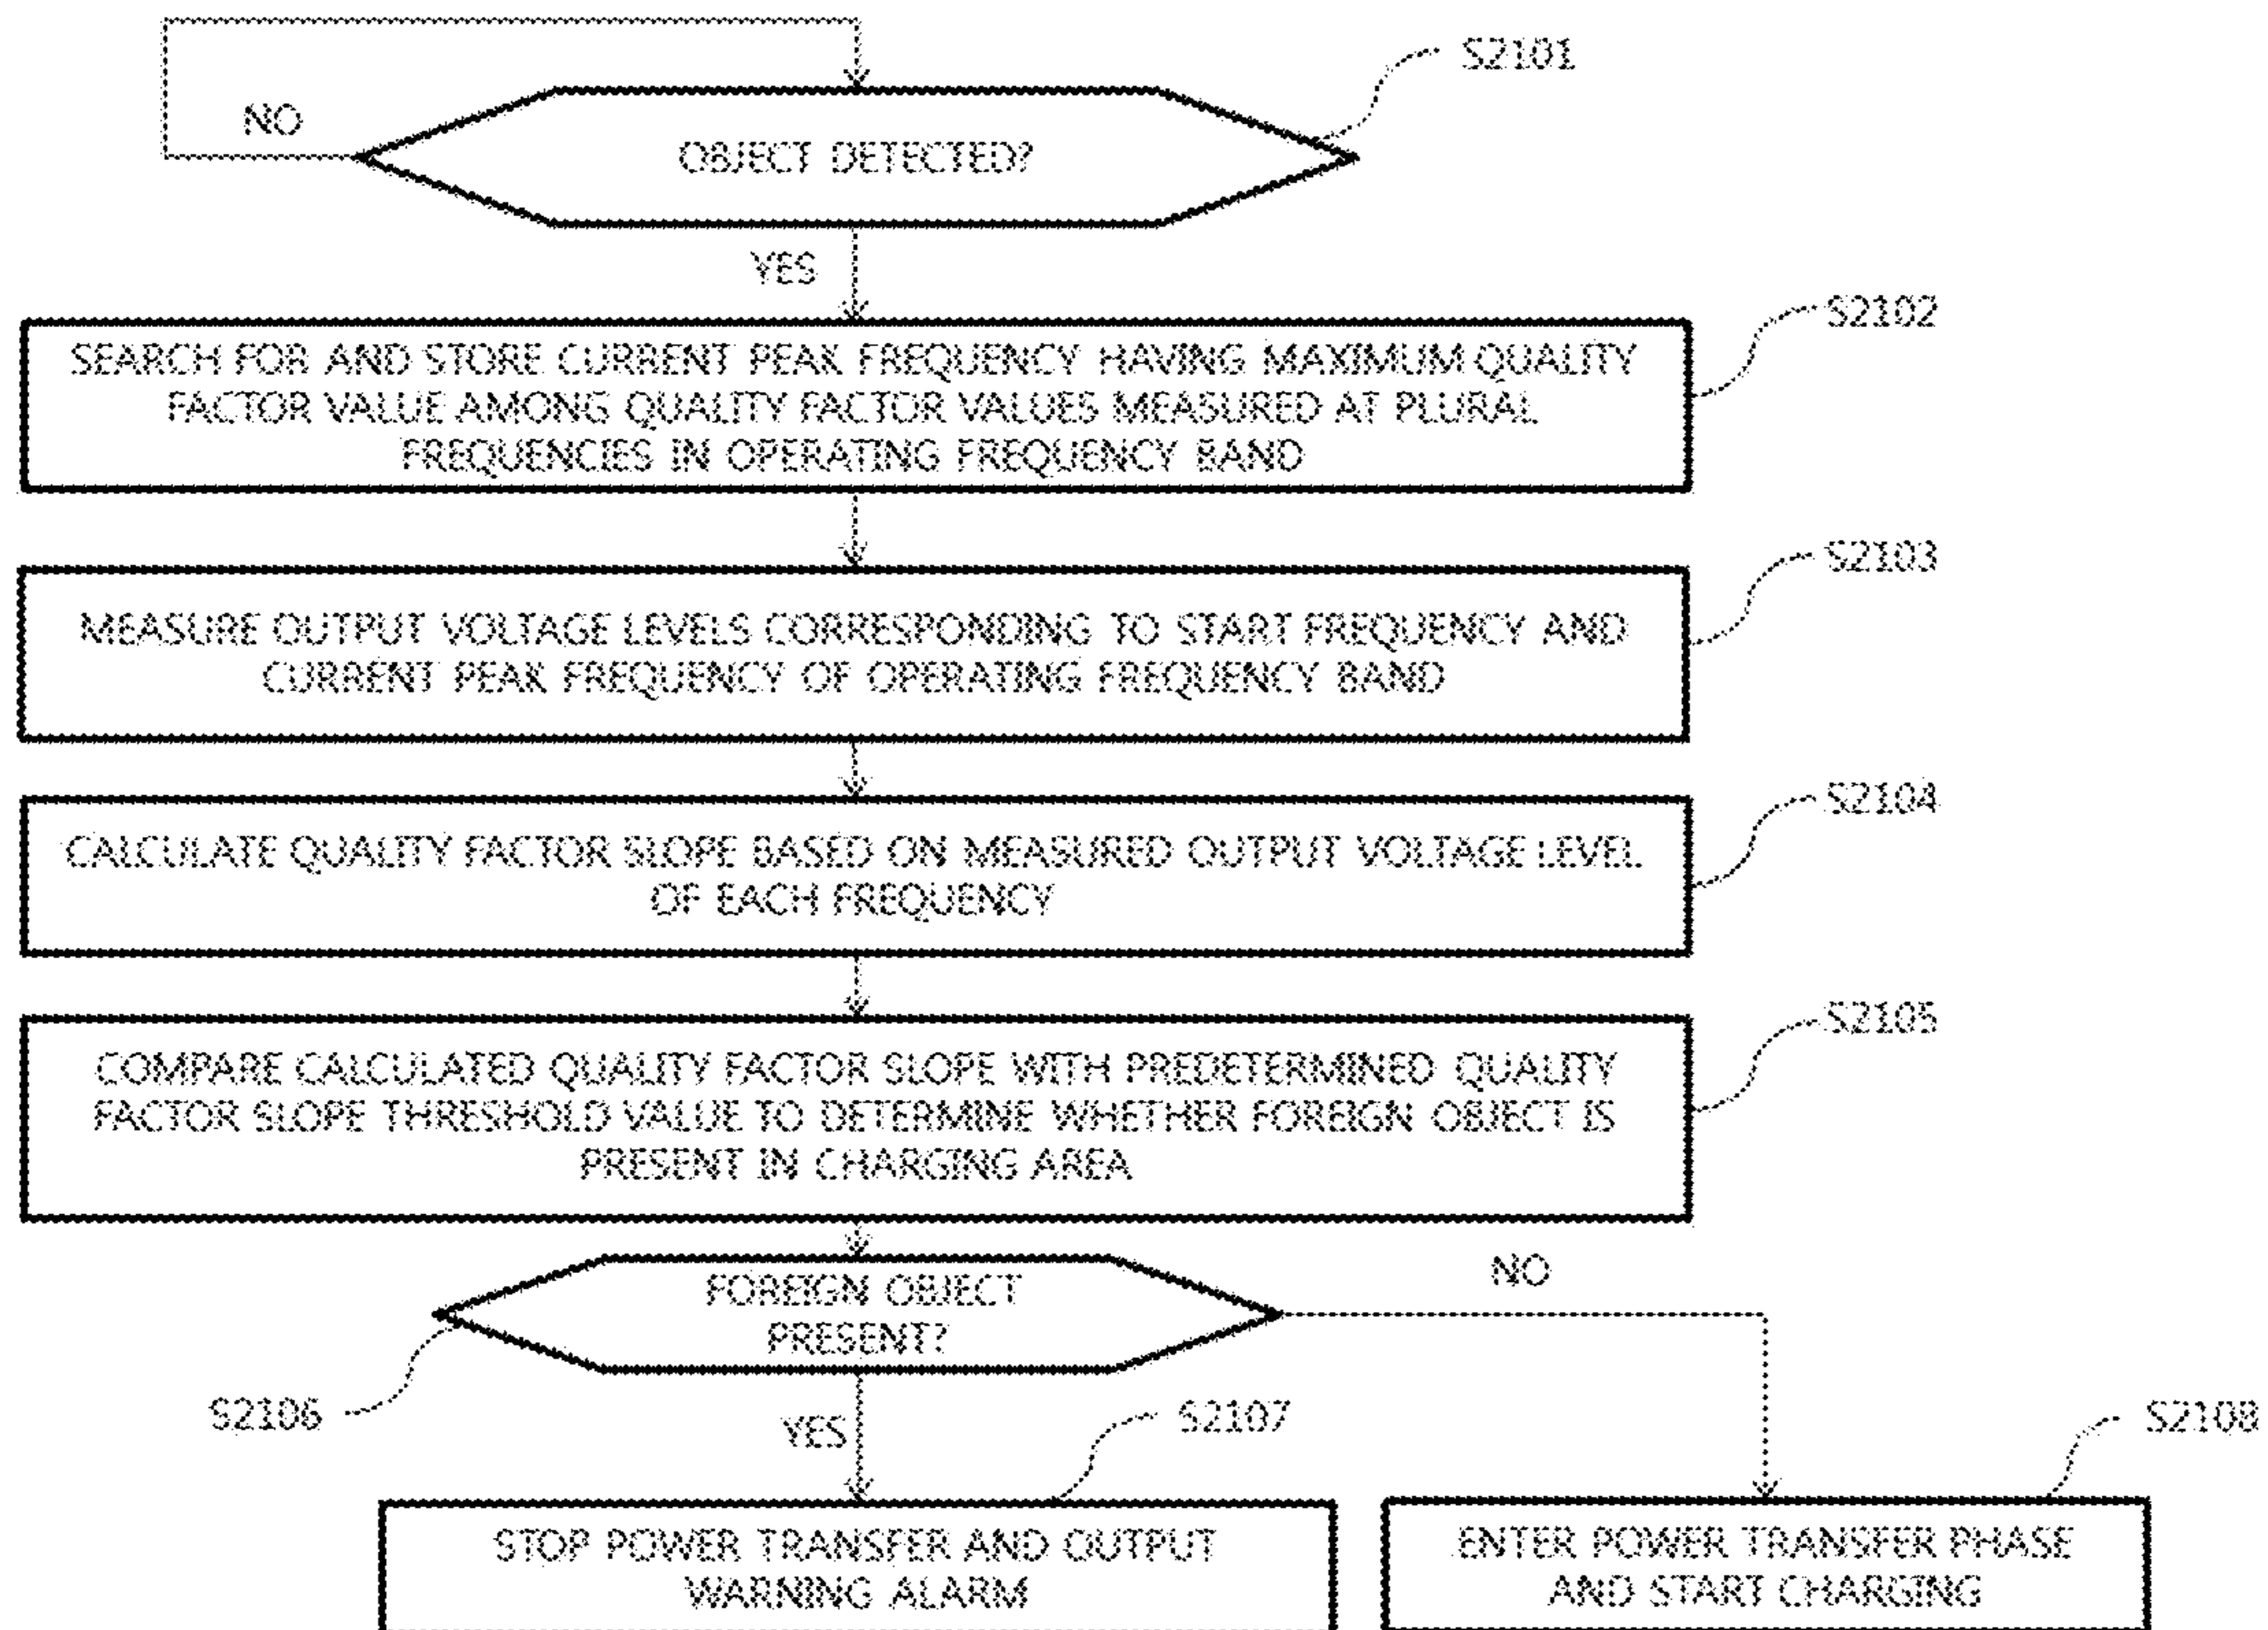 S2101
NO
OBJECT DETECTED?
YES
S2102
SEARCH FOR AND STORE CURRENT PEAK FREQUENCY HAVING MAXIMUM QUALITY
FACTOR VALUE AMONG QUALITY FACTOR VALUES MEASURED AT PLURAL
FREQUENCIES IN OPERATING FREQUENCY BAND
S2103
MEASURE OUTPUT VOLTAGE LEVELS CORRESPONDING TO START FREQUENCY AND
CURRENT PEAK FREQUENCY OF OPERATING FREQUENCY BAND
S2104
CALCULATE QUALITY FACTOR SLOPE BASED ON MEASURED OUTPUT VOLTAGE LEVEL
OF EACH FREQUENCY
S2105
COMPARE CALCULATED QUALITY FACTOR SLOPE WITH PREDETERMINED QUALITY
FACTOR SLOPE THRESHOLD VALUE TO DETERMINE WHETHER FOREIGN OBJECT IS
PRESENT IN CHARGING AREA
NO
FOREIGN OBJECT
PRESENT?
S2106
YES
S2107
S2108
STOP POWER TRANSFER AND OUTPUT
WARNING ALARM
ENTER POWER TRANSFER PHASE
AND START CHARGING